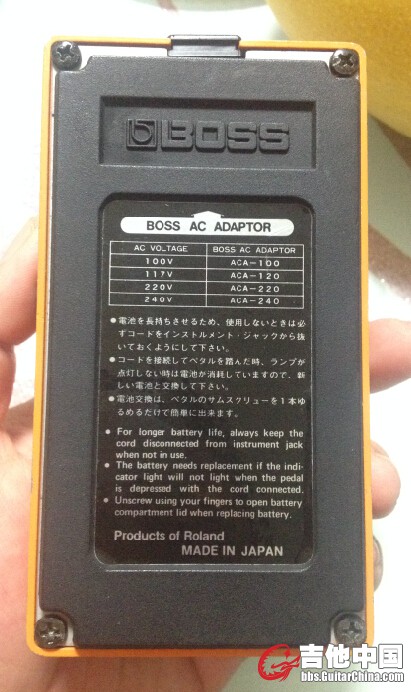 BOSS
BOSS AC ADAPTOR
AC VOLTAGE BOSS AC ADAPTOR
100V ACA-100
117V ACA-120
220V ACA-220
240V ACA-240
●電池を長持ちさせるため、使用しないときは必
ずコードをインストルメント・ジャックから抜
いておくようにして下さい。
●コードを接続してペタルを踏んだ時、ランプが
点灯しない時は電池が消耗していますので、新
しい電池と交換して下さい。
●電池交換は、ペタルのサムスクリューを1本ゆ
るめるだけで簡単に出来ます。
● For longer battery life, always keep the
cord disconnected from instrument jack
when not in use.
● The battery needs replacement if the indi-
cator light will not light when the pedal
is depressed with the cord connected.
● Unscrew using your fingers to open battery
compartment lid when replacing battery.
Products of Roland
MADE IN JAPAN
吉他中国
bbs.GuitarChina.com